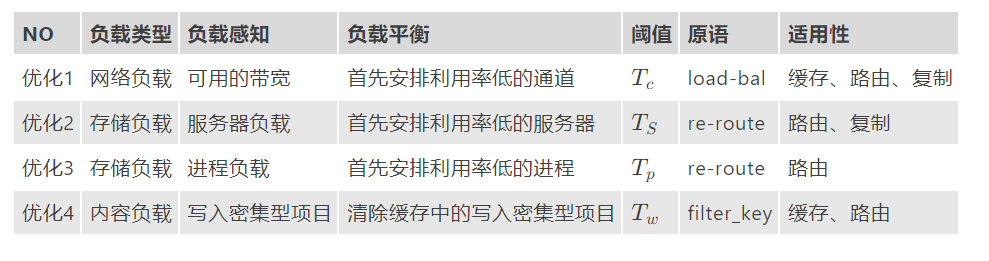 NO 负载类型 负载感知 负载平衡 阈值 原语 适用性
优化1 网络负载 可用的带宽 首先安排利用率低的通道 T_c load-bal 缓存、路由、复制
优化2 存储负载 服务器负载 首先安排利用率低的服务器 T_S re-route 路由、复制
优化3 存储负载 进程负载 首先安排利用率低的进程 T_p re-route 路由
优化4 内容负载 写入密集型项目 清除缓存中的写入密集型项目 T_w filter_key 缓存、路由